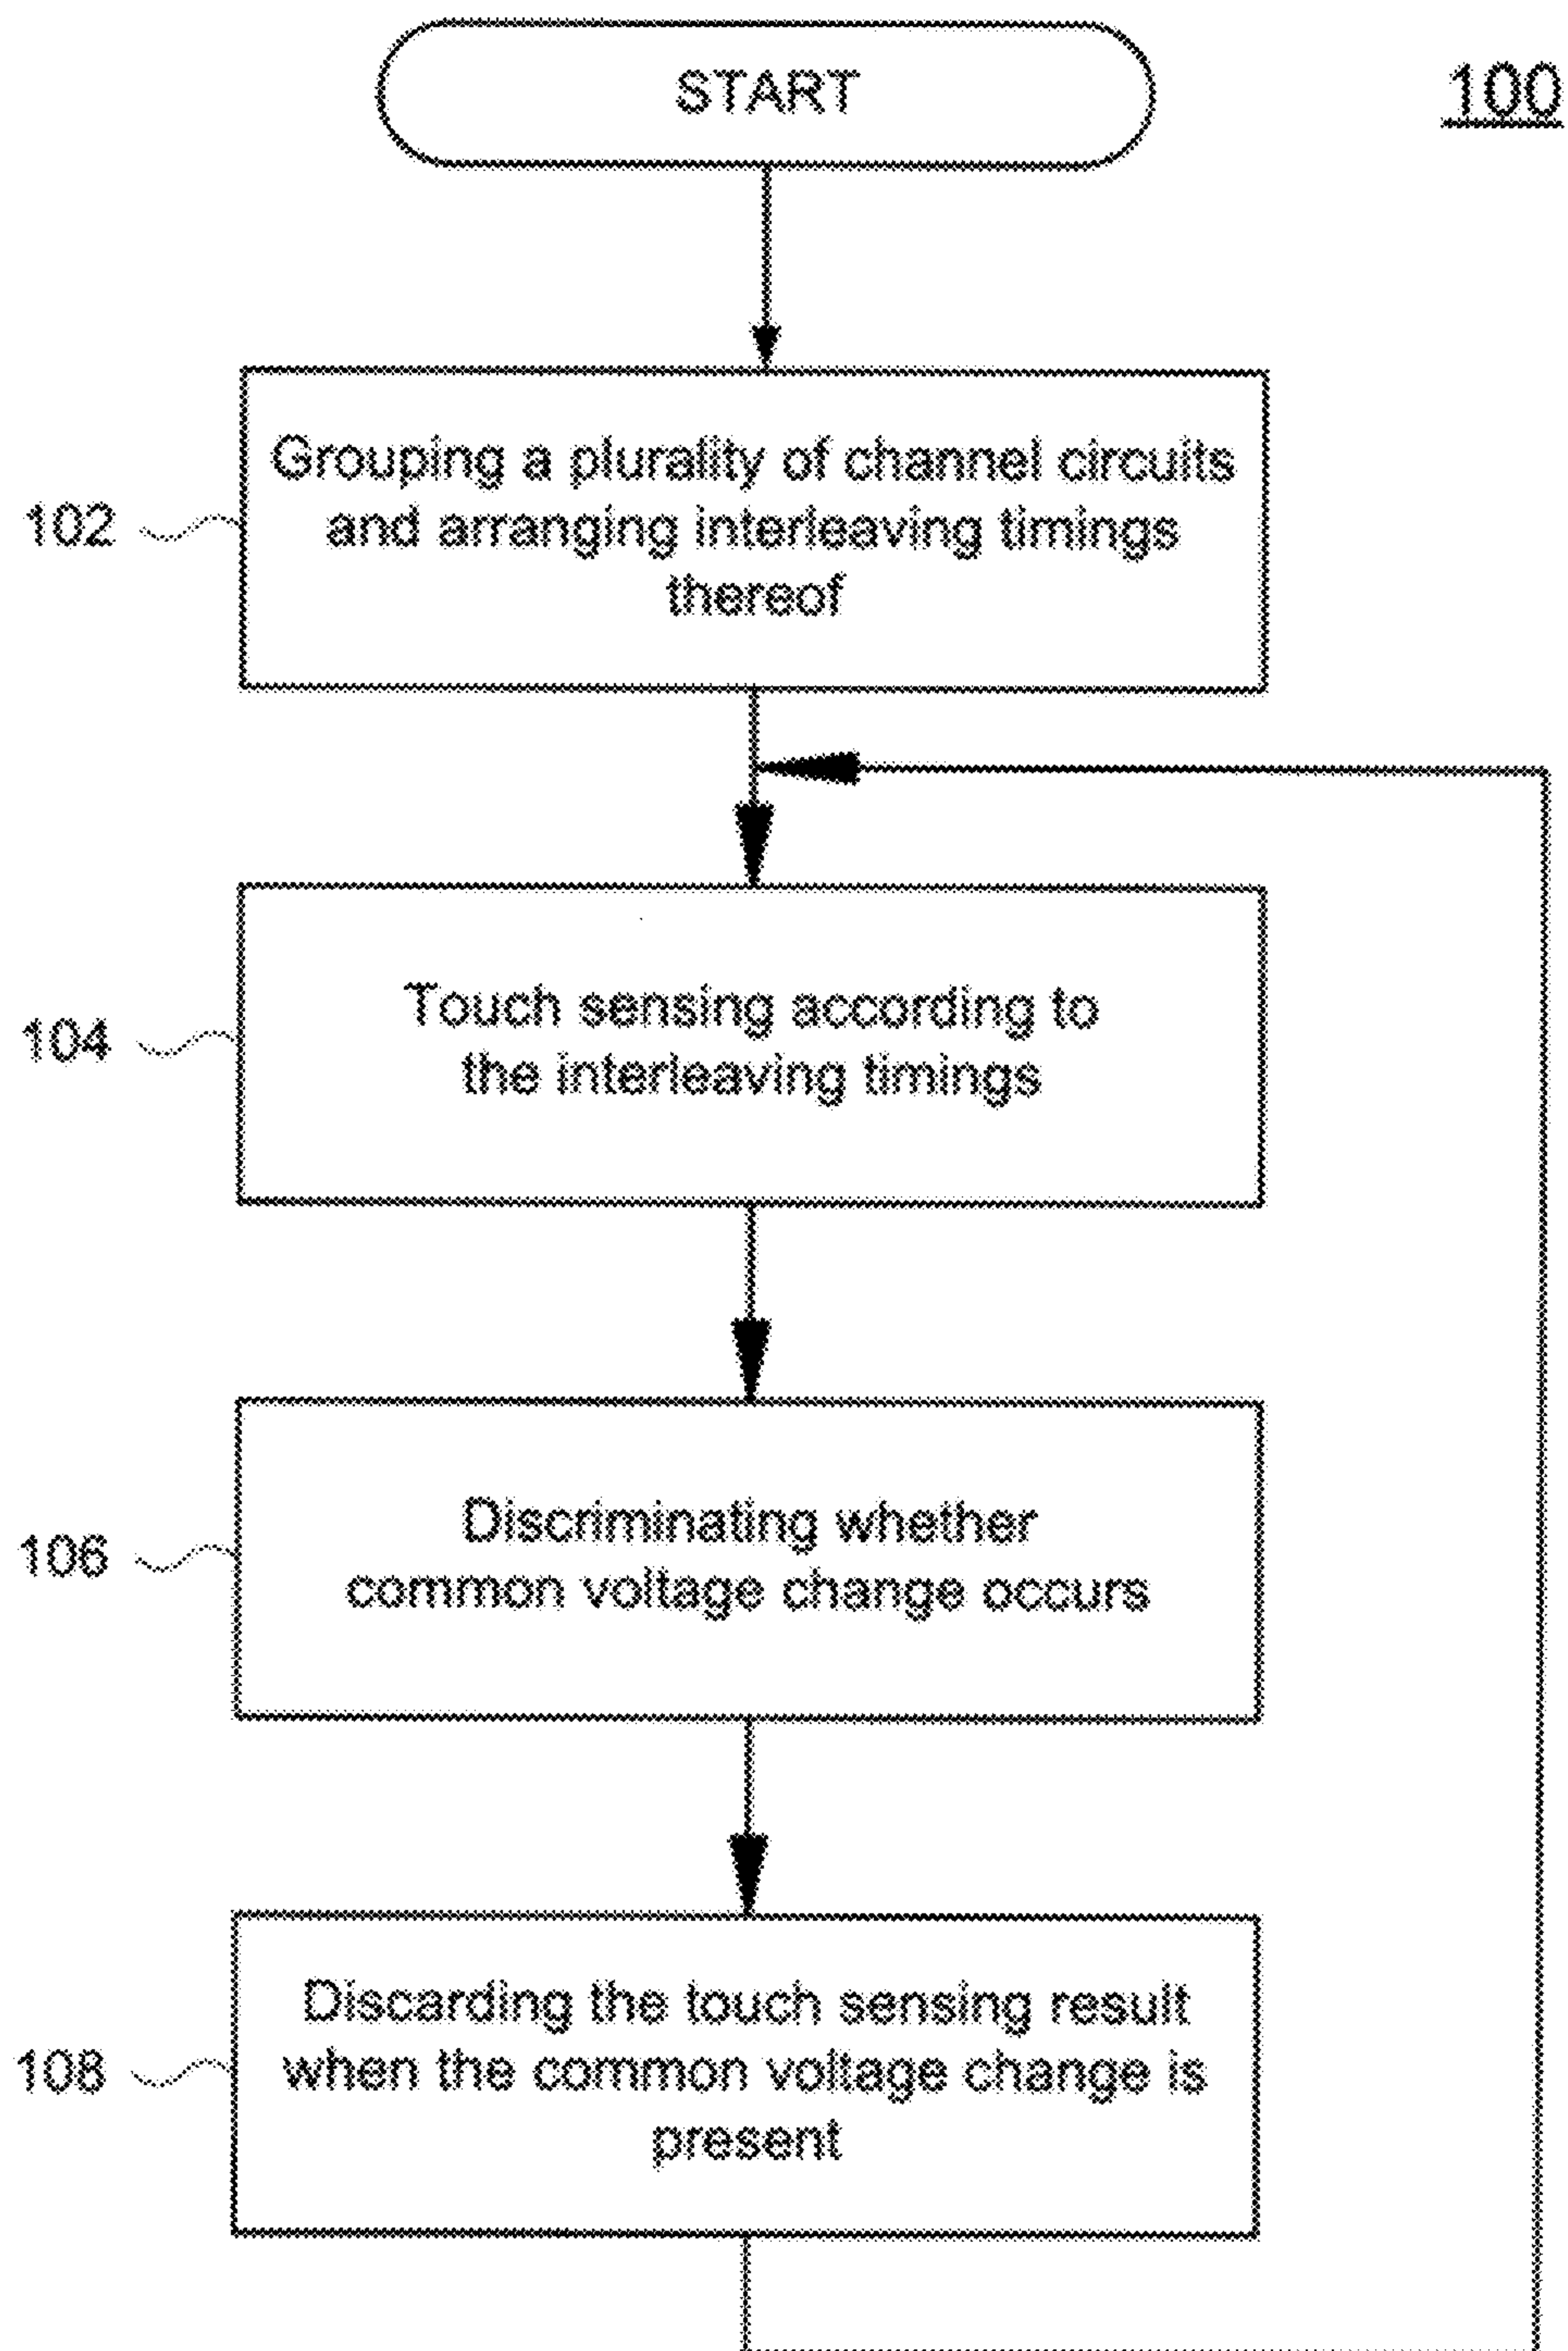 START
100
Grouping a plurality of channel circuits
and arranging interleaving timings
thereof
102
Touch sensing according to
the interleaving timings
104
Discriminating whether
common voltage change occurs
106
Discarding the touch sensing result
when the common voltage change is
present
108